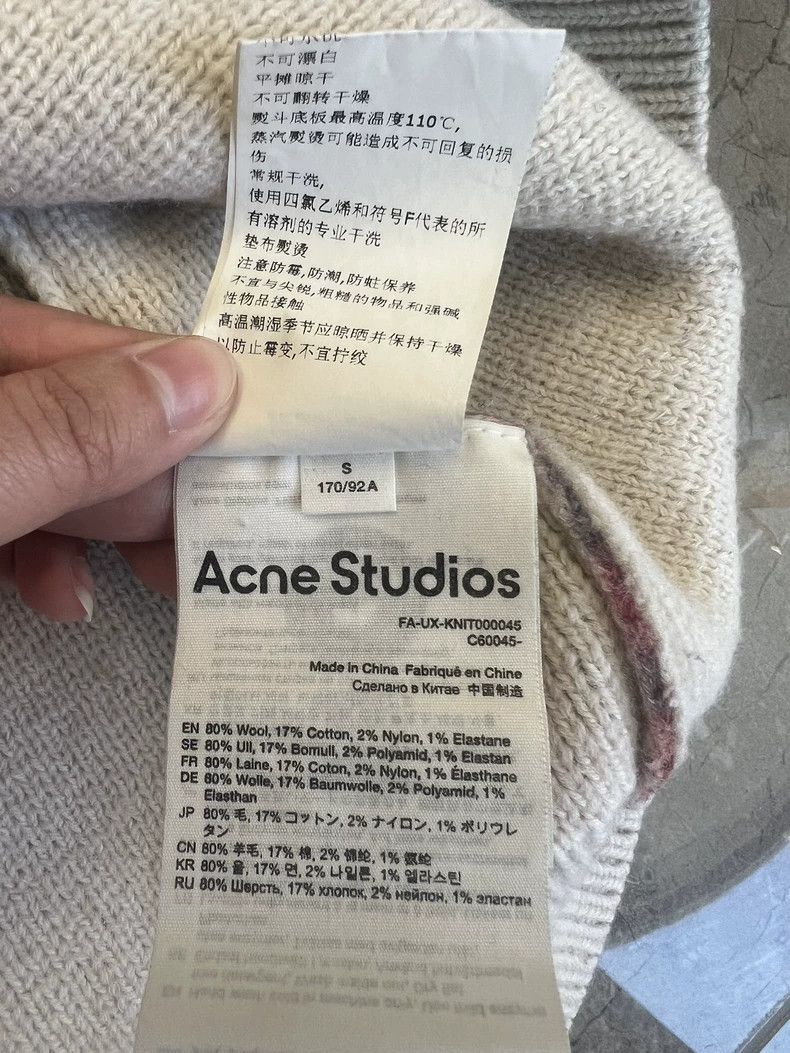 不可漂白
平摊晾干
不可翻转干燥
熨斗底板最高温度110℃,
蒸汽熨烫可能造成不可回复的损
伤
常规干洗,
使用四氯乙烯和符号F代表的所
有溶剂的专业干洗
垫布熨烫
注意防霉,防潮,防蛀保养
不宜与尖锐,粗糙的物品和强碱
性物品接触
高温潮湿季节应晾晒并保持干燥
以防止霉变,不宜拧绞
S
170/92A
Acne Studios
FA-UX-KNIT000045
C60045-
Made in China Fabriqué en Chine
Сделано в Китае 中国制造
EN 80% Wool, 17% Cotton, 2% Nylon, 1% Elastane
SE 80% Ull, 17% Bomull, 2% Polyamid, 1% Elastan
FR 80% Laine, 17% Coton, 2% Nylon, 1% Élasthane
DE 80% Wolle, 17% Baumwolle, 2% Polyamid, 1%
Elasthan
JP 80% 毛, 17% コットン, 2% ナイロン, 1% ポリウレ
タン
CN 80% 羊毛, 17% 棉, 2% 锦纶, 1% 氨纶
KR 80% 울, 17% 면, 2% 나일론, 1% 엘라스틴
RU 80% Шерсть, 17% хлопок, 2% нейлон, 1% эластан